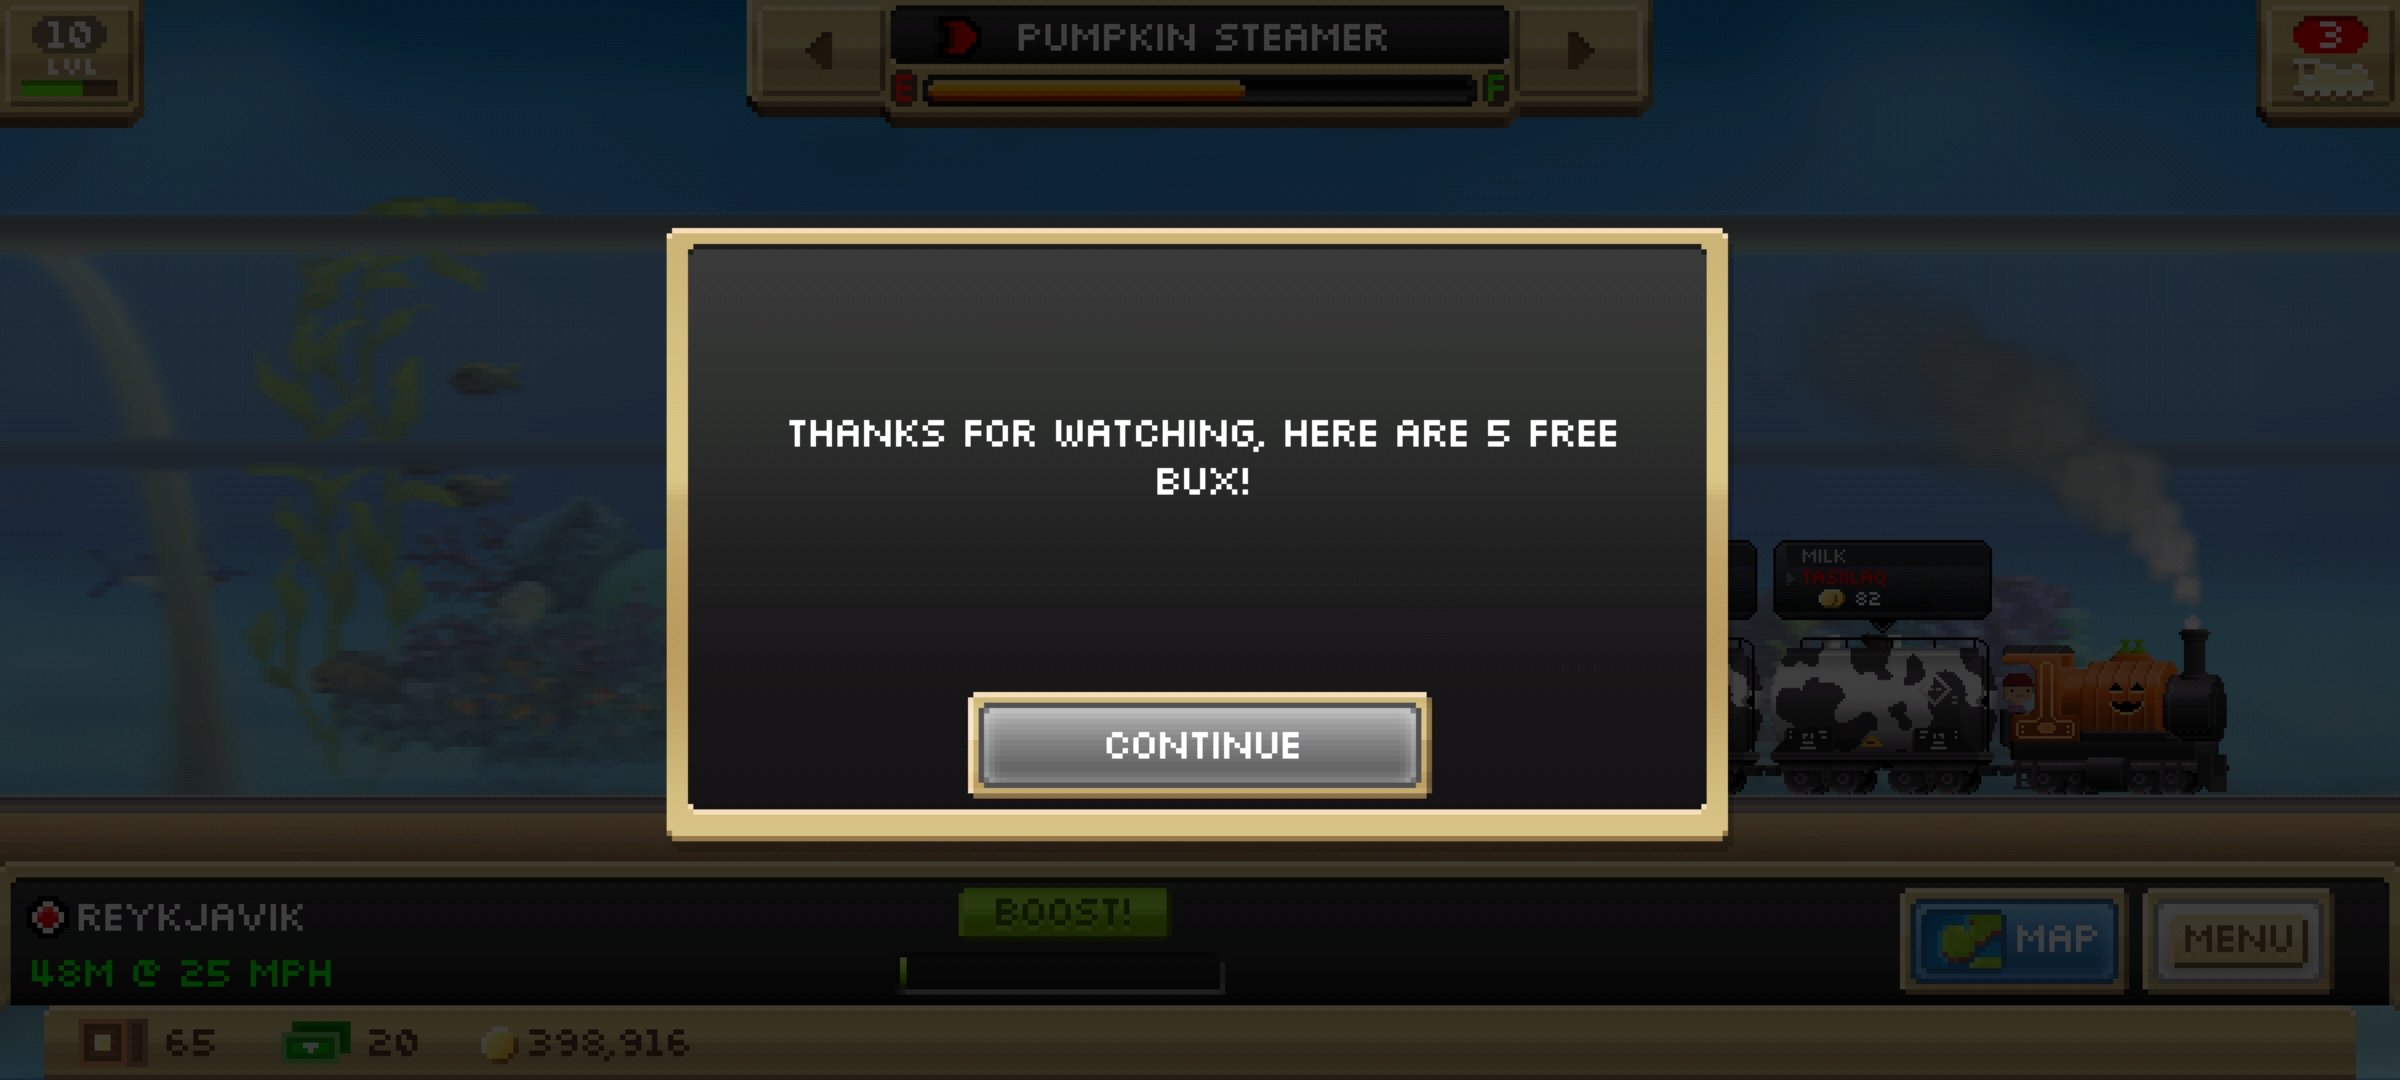 10
LVL
PUMPKIN STEAMER
E
F
3
THANKS FOR WATCHING, HERE ARE 5 FREE
BUX!
CONTINUE
MILK
TASIILAQ
82
REYKJAVIK
48M @ 25 MPH
BOOST!
MAP
MENU
65
20
398,916